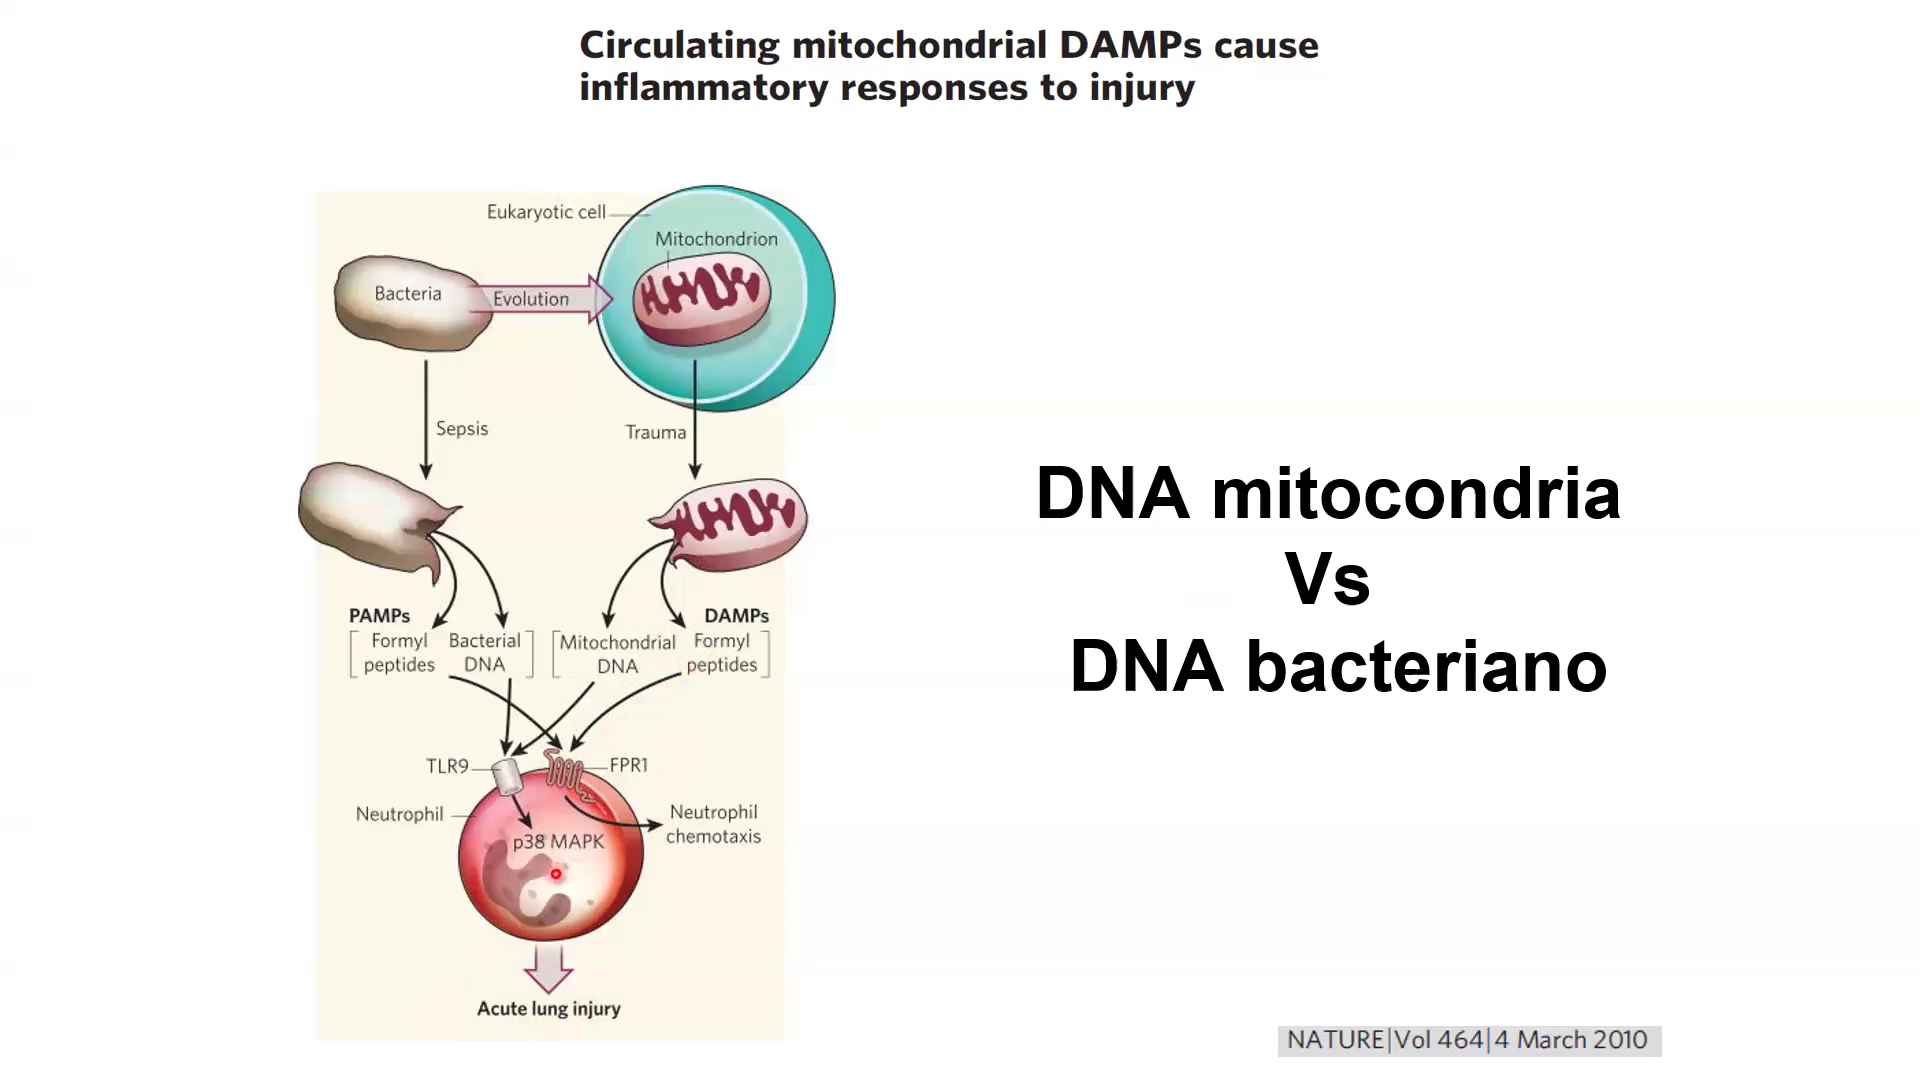 Circulating mitochondrial DAMPs cause
inflammatory responses to injury
Eukaryotic cell
Mitochondrion
Bacteria
Evolution
Sepsis
Trauma
PAMPs
DAMPs
Formyl
peptides
Bacterial
DNA
Mitochondrial
DNA
Formyl
peptides
TLR9
FPR1
Neutrophil
Neutrophil
chemotaxis
p38 MAPK
Acute lung injury
DNA mitocondria
Vs
DNA bacteriano
NATURE|Vol 464|4 March 2010